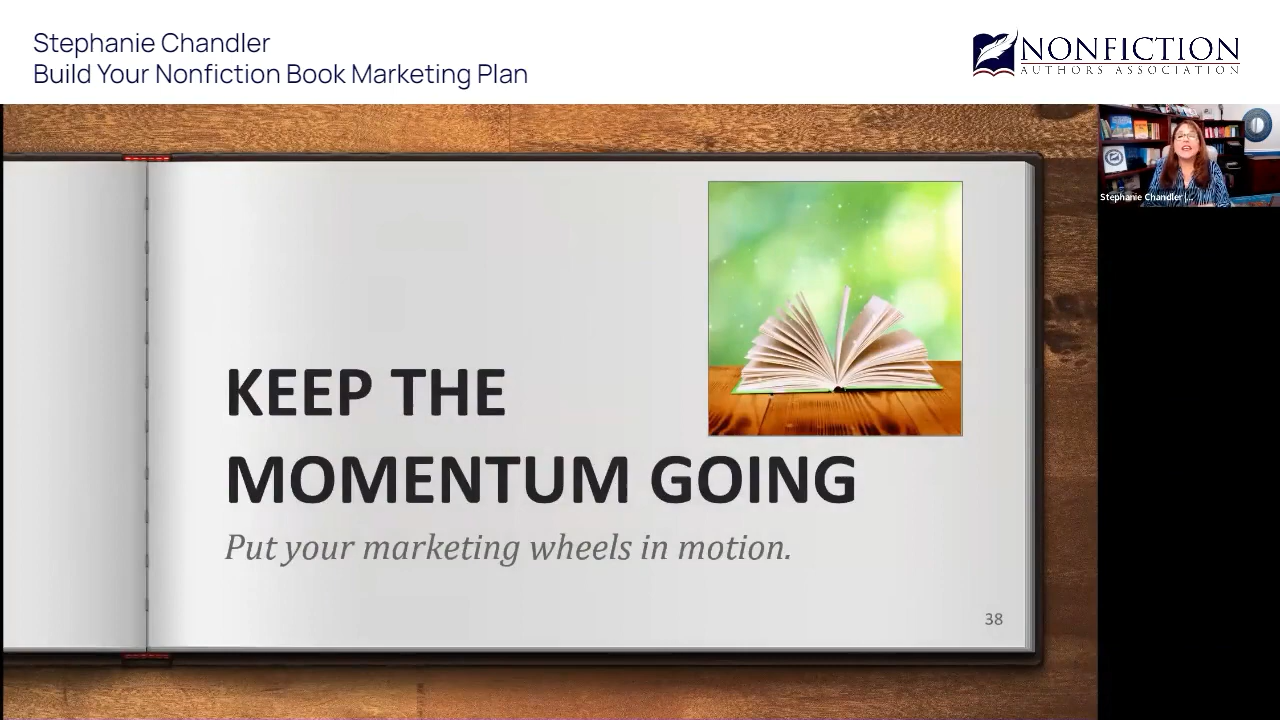 Stephanie Chandler
Build Your Nonfiction Book Marketing Plan
NONFICTION
AUTHORS ASSOCIATION
Stephanie Chandler |...
KEEP THE
MOMENTUM GOING
Put your marketing wheels in motion.
38